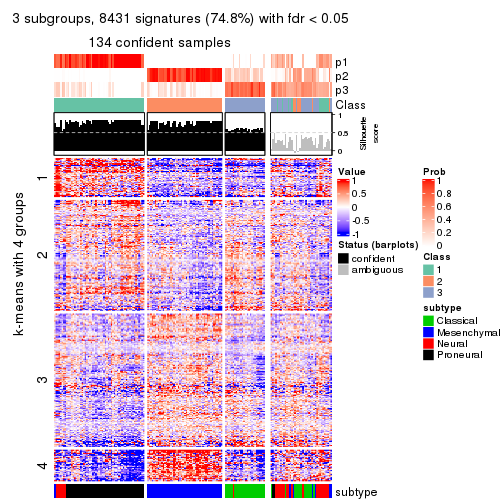 3 subgroups, 8431 signatures (74.8%) with fdr < 0.05
134 confident samples
p1
p2
p3
Class
1
0.5
0
Silhouette
score
k-means with 4 groups
1
2
3
4
subtype
Value
1
0.5
0
-0.5
-1
Status (barplots)
confident
ambiguous
Prob
1
0.8
0.6
0.4
0.2
0
Class
1
2
3
subtype
Classical
Mesenchymal
Neural
Proneural